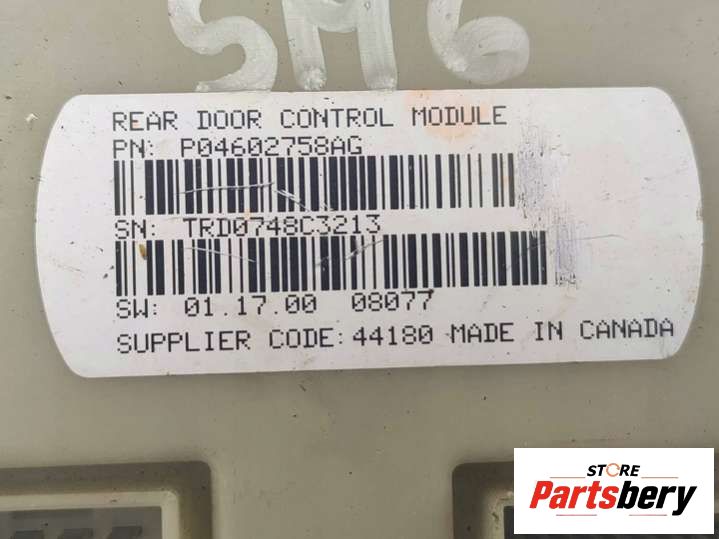 SM6
REAR DOOR CONTROL MODULE
PN: P04602758AG
SN: TRD0748C3213
SW: 01.17.00 08077
SUPPLIER CODE: 44180 MADE IN CANADA
STORE
Partsbery